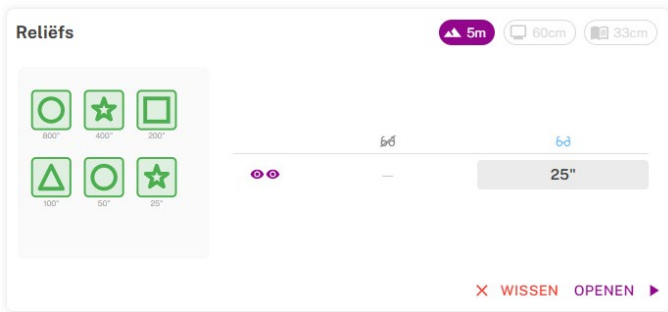 Reliëfs
5m
60cm
33cm
800"
400"
200"
100"
50"
25"
—
25"
WISSEN
OPENEN